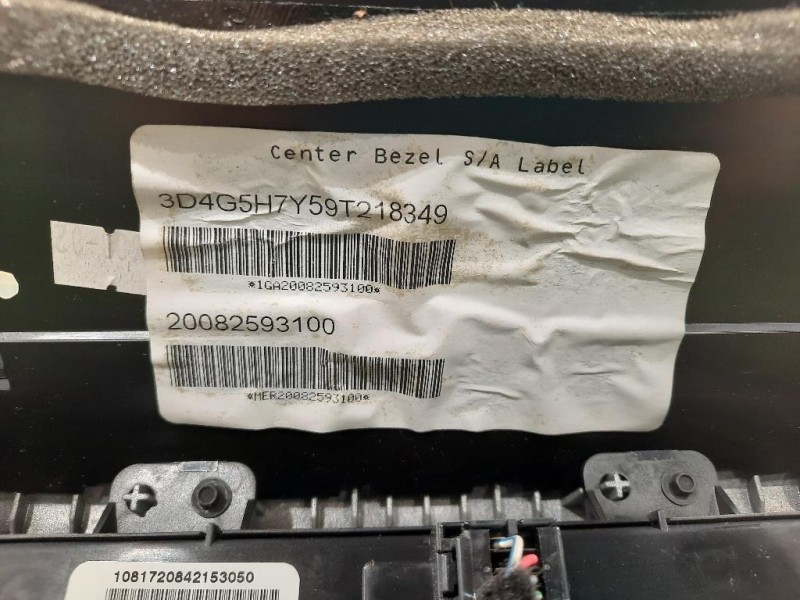 Center Bezel S/A Label
3D4G5H7Y59T218349
*1GA20082593100*
20082593100
*MER20082593100*
1081720842153050